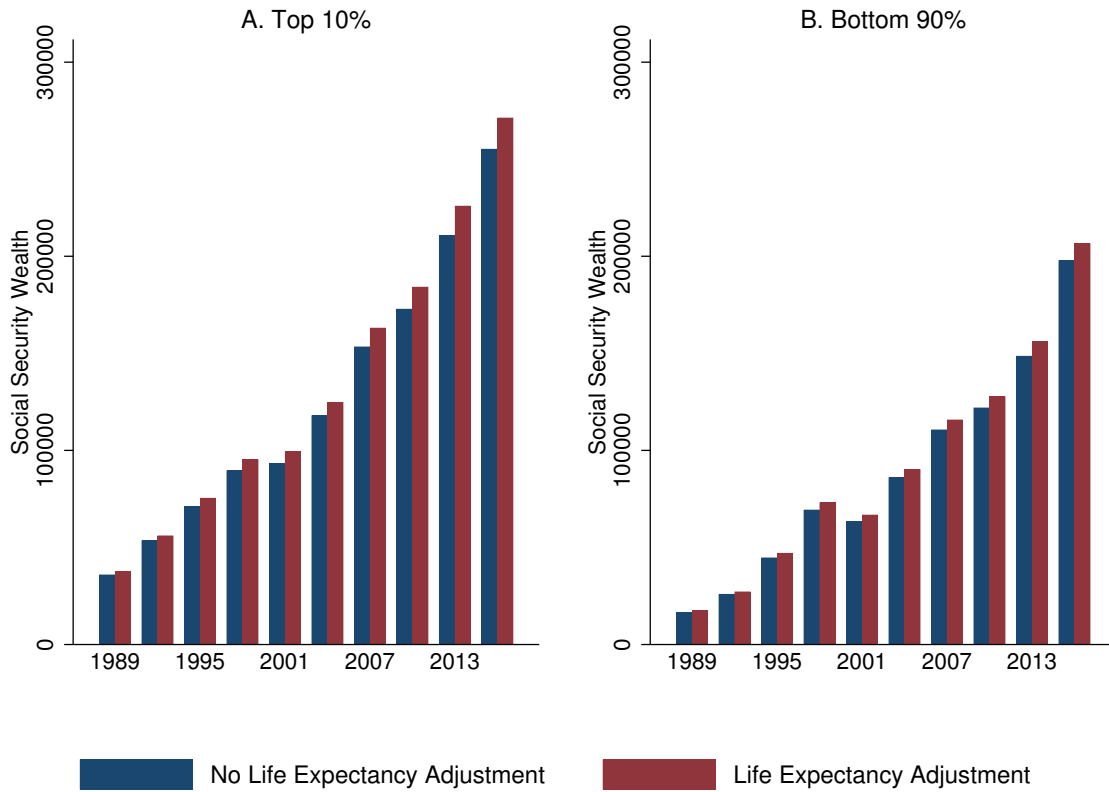 A. Top 10%
Social Security Wealth
300000
200000
100000
0
1989 1995 2001 2007 2013
B. Bottom 90%
Social Security Wealth
300000
200000
100000
0
1989 1995 2001 2007 2013
No Life Expectancy Adjustment
Life Expectancy Adjustment